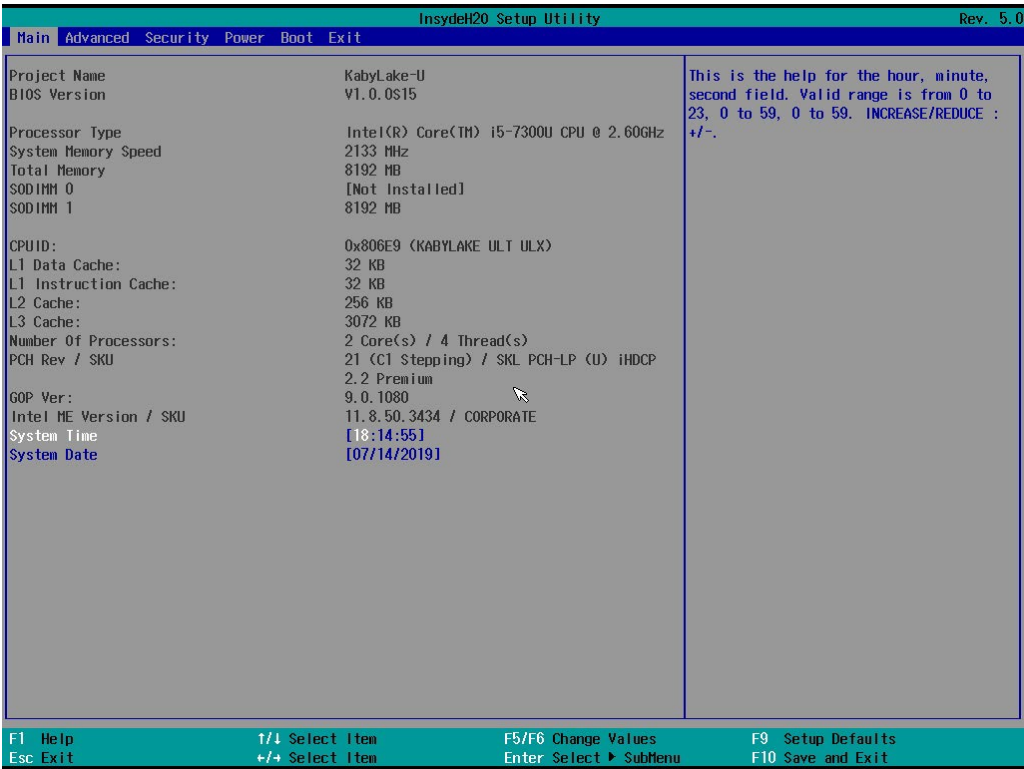 InsydeH20 Setup Utility Rev. 5.0
Main Advanced Security Power Boot Exit
Project Name KabyLake-U
BIOS Version V1.0.0S15
Processor Type Intel(R) Core(TM) i5-7300U CPU @ 2.60GHz
System Memory Speed 2133 MHz
Total Memory 8192 MB
SODIMM 0 [Not Installed]
SODIMM 1 8192 MB
CPUID: 0x806E9 (KABYLAKE ULT ULX)
L1 Data Cache: 32 KB
L1 Instruction Cache: 32 KB
L2 Cache: 256 KB
L3 Cache: 3072 KB
Number Of Processors: 2 Core(s) / 4 Thread(s)
PCH Rev / SKU 21 (C1 Stepping) / SKL PCH-LP (U) iHDCP
2.2 Premium
GOP Ver: 9.0.1080
Intel ME Version / SKU 11.8.50.3434 / CORPORATE
System Time [18:14:55]
System Date [07/14/2019]
This is the help for the hour, minute,
second field. Valid range is from 0 to
23, 0 to 59, 0 to 59. INCREASE/REDUCE :
+/-.
F1 Help ↑/↓ Select Item F5/F6 Change Values F9 Setup Defaults
Esc Exit ←/→ Select Item Enter Select ▶ SubMenu F10 Save and Exit